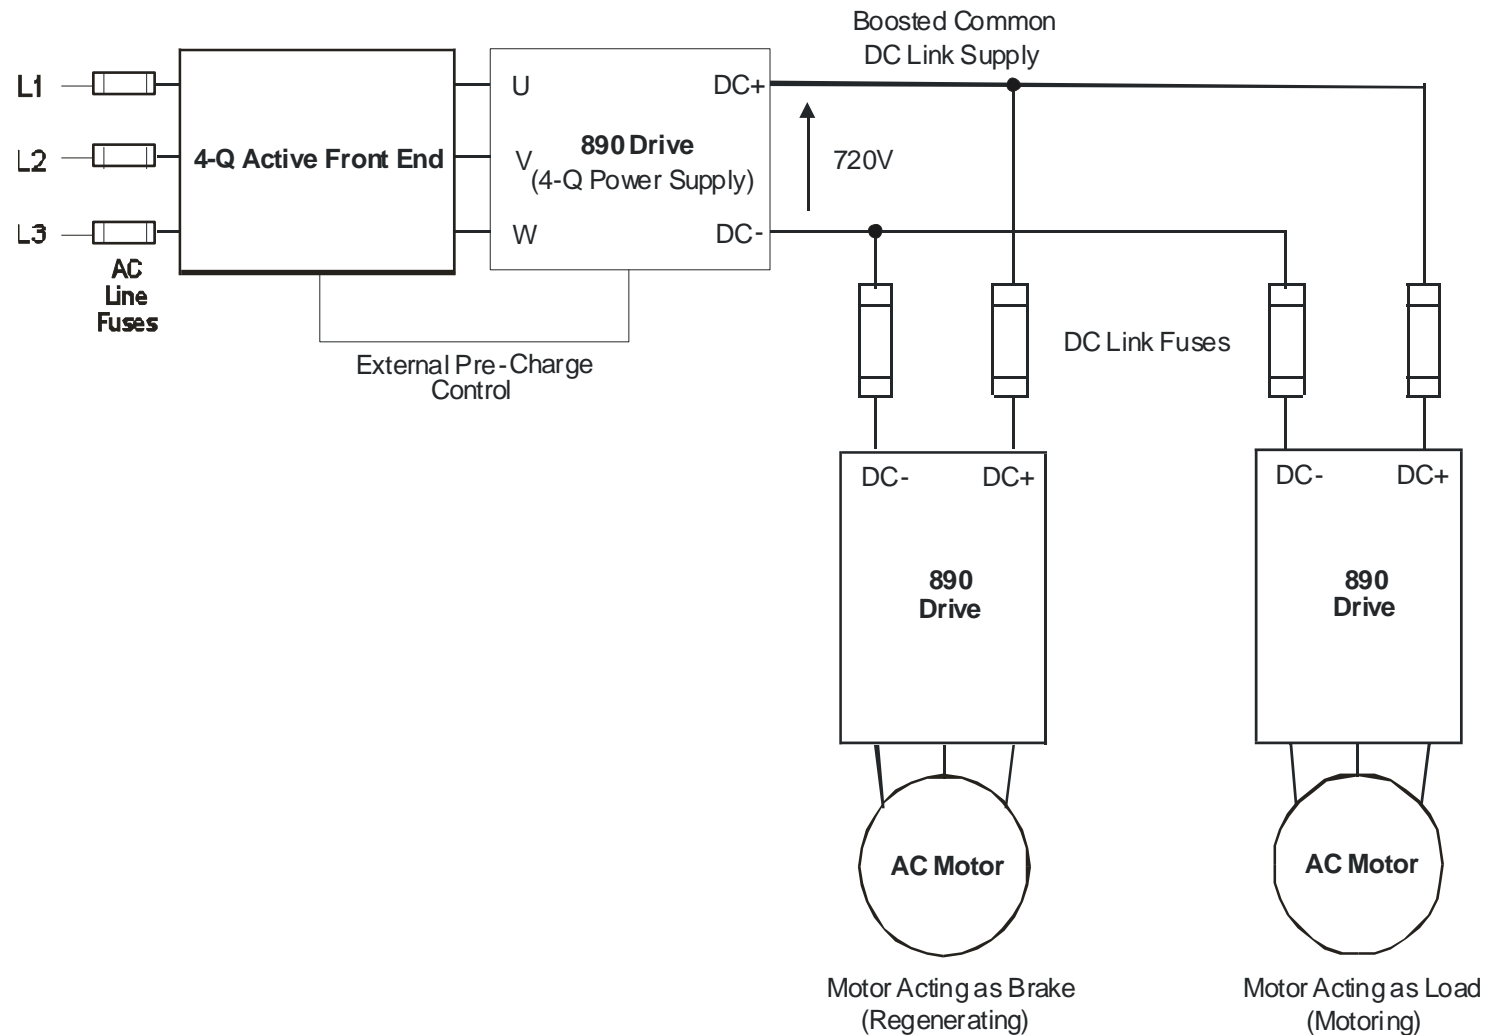 Boosted Common
DC Link Supply
L1
L2
L3
AC
Line
Fuses
4-Q Active Front End
U
V
W
890 Drive
(4-Q Power Supply)
DC+
DC-
720V
External Pre-Charge
Control
DC Link Fuses
DC-
DC+
890
Drive
AC Motor
Motor Acting as Brake
(Regenerating)
DC-
DC+
890
Drive
AC Motor
Motor Acting as Load
(Motoring)